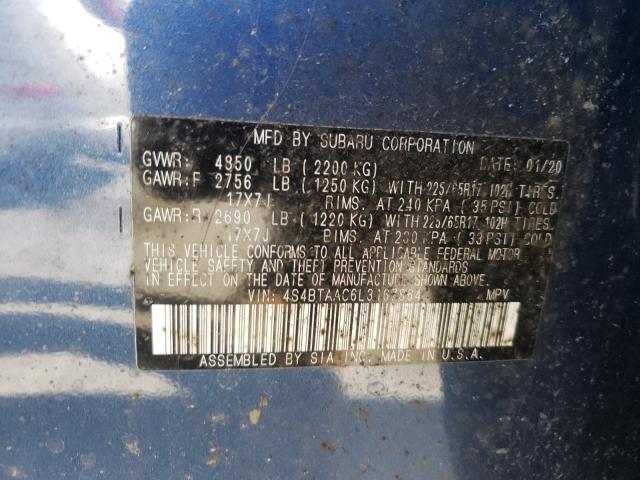 MFD BY SUBARU CORPORATION
GVWR: 4850 LB (2200 KG) DATE: 01/20
GAWR:F 2756 LB (1250 KG) WITH 225/65R17 102H TIRES.
17X7J RIMS. AT 240 KPA (35 PSI) COLD
GAWR:R 2690 LB (1220 KG) WITH 225/65R17 102H TIRES
17X7J RIMS. AT 230 KPA (33 PSI) COLD
THIS VEHICLE CONFORMS TO ALL APPLICABLE FEDERAL MOTOR
VEHICLE SAFETY AND THEFT PREVENTION STANDARDS
IN EFFECT ON THE DATE OF MANUFACTURE SHOWN ABOVE.
VIN: MPV
ASSEMBLED BY SIA INC. MADE IN U.S.A.